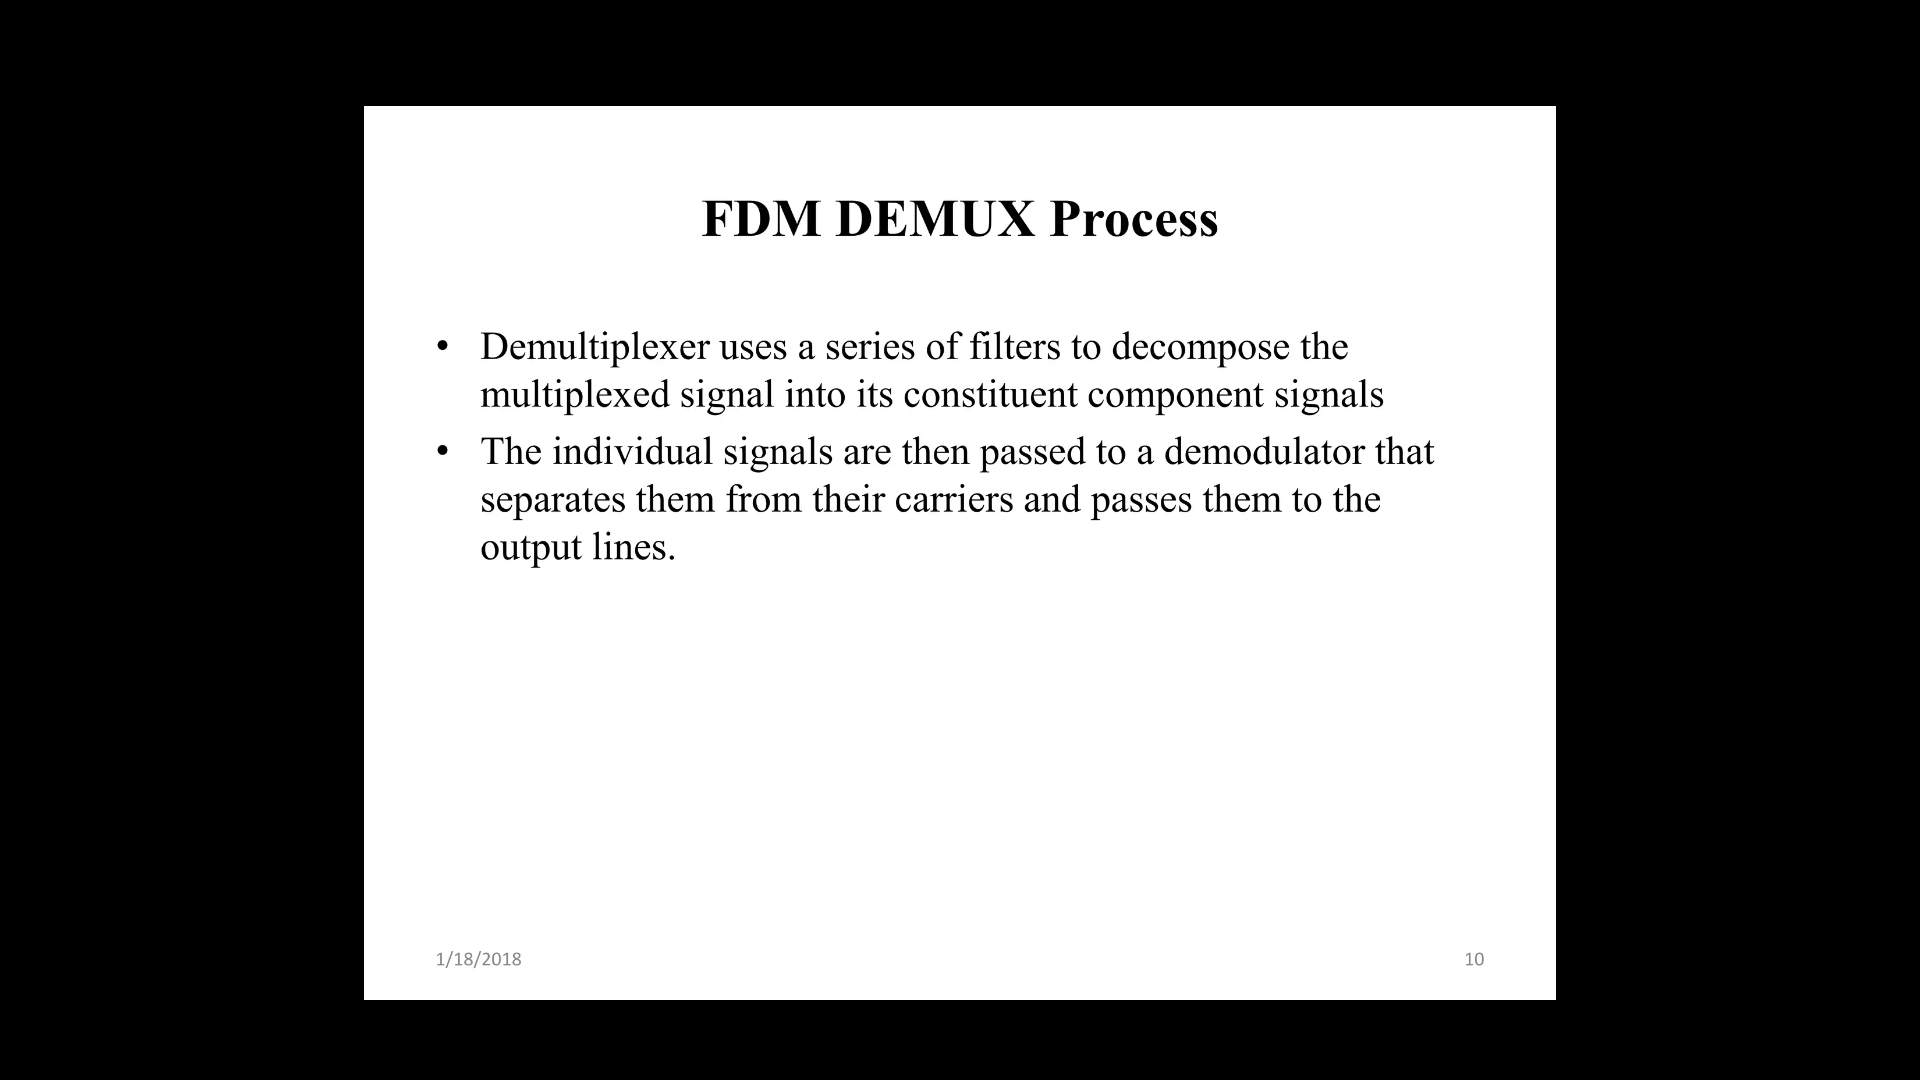 FDM DEMUX Process
• Demultiplexer uses a series of filters to decompose the
multiplexed signal into its constituent component signals
• The individual signals are then passed to a demodulator that
separates them from their carriers and passes them to the
output lines.
1/18/2018
10